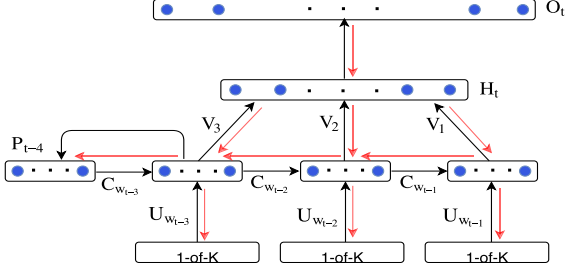 O_t
H_t
V_3 V_2 V_1
P_{t−4}
C_{w_{t−3}} C_{w_{t−2}} C_{w_{t−1}}
U_{w_{t−3}} U_{w_{t−2}} U_{w_{t−1}}
1-of-K 1-of-K 1-of-K